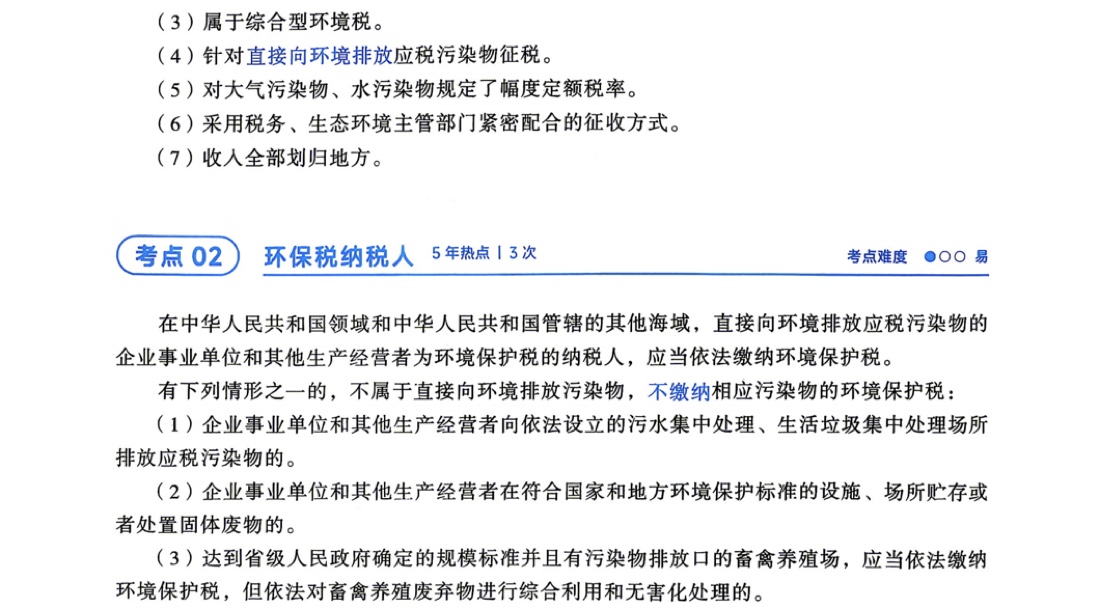 （3）属于综合型环境税。
（4）针对直接向环境排放应税污染物征税。
（5）对大气污染物、水污染物规定了幅度定额税率。
（6）采用税务、生态环境主管部门紧密配合的征收方式。
（7）收入全部划归地方。
考点 02 环保税纳税人 5 年热点 | 3 次 考点难度 ●○○ 易
在中华人民共和国领域和中华人民共和国管辖的其他海域，直接向环境排放应税污染物的
企业事业单位和其他生产经营者为环境保护税的纳税人，应当依法缴纳环境保护税。
有下列情形之一的，不属于直接向环境排放污染物，不缴纳相应污染物的环境保护税：
（1）企业事业单位和其他生产经营者向依法设立的污水集中处理、生活垃圾集中处理场所
排放应税污染物的。
（2）企业事业单位和其他生产经营者在符合国家和地方环境保护标准的设施、场所贮存或
者处置固体废物的。
（3）达到省级人民政府确定的规模标准并且有污染物排放口的畜禽养殖场，应当依法缴纳
环境保护税，但依法对畜禽养殖废弃物进行综合利用和无害化处理的。